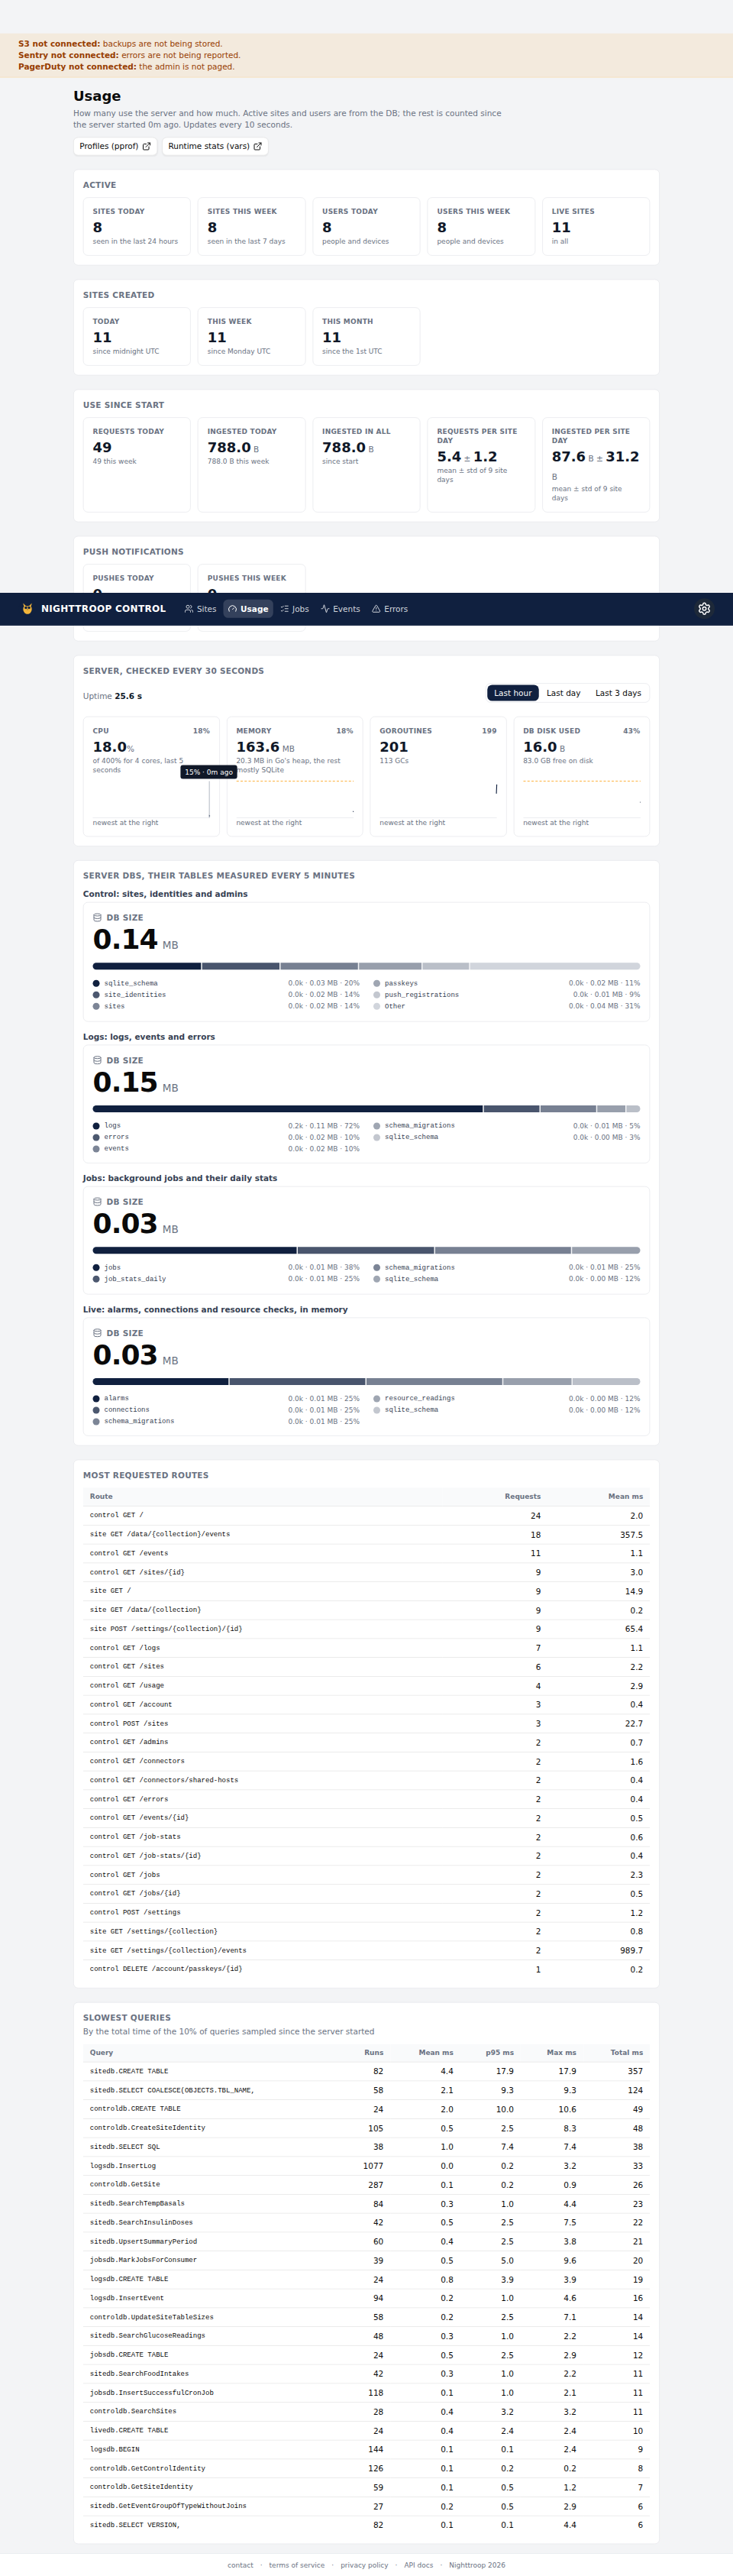 S3 not connected: backups are not being stored.
Sentry not connected: errors are not being reported.
PagerDuty not connected: the admin is not paged.
Usage
How many use the server and how much. Active sites and users are from the DB; the rest is counted since
the server started 0m ago. Updates every 10 seconds.
Profiles (pprof) Runtime stats (vars)
ACTIVE
SITES TODAY SITES THIS WEEK USERS TODAY USERS THIS WEEK LIVE SITES
8 8 8 8 11
seen in the last 24 hours seen in the last 7 days people and devices people and devices in all
SITES CREATED
TODAY THIS WEEK THIS MONTH
11 11 11
since midnight UTC since Monday UTC since the 1st UTC
USE SINCE START
REQUESTS TODAY INGESTED TODAY INGESTED IN ALL REQUESTS PER SITE DAY INGESTED PER SITE DAY
49 788.0 B 788.0 B 5.4 ± 1.2 87.6 B ± 31.2 B
49 this week 788.0 B this week since start mean ± std of 9 site days mean ± std of 9 site days
PUSH NOTIFICATIONS
PUSHES TODAY PUSHES THIS WEEK
NIGHTTROOP CONTROL Sites Usage Jobs Events Errors
SERVER, CHECKED EVERY 30 SECONDS
Uptime 25.6 s Last hour Last day Last 3 days
CPU 18% MEMORY 18% GOROUTINES 199 DB DISK USED 43%
18.0% 163.6 MB 201 16.0 B
of 400% for 4 cores, last 5 seconds 20.3 MB in Go's heap, the rest mostly SQLite 113 GCs 83.0 GB free on disk
15% · 0m ago
newest at the right newest at the right newest at the right newest at the right
SERVER DBS, THEIR TABLES MEASURED EVERY 5 MINUTES
Control: sites, identities and admins
DB SIZE
0.14 MB
sqlite_schema 0.0k · 0.03 MB · 20% passkeys 0.0k · 0.02 MB · 11%
site_identities 0.0k · 0.02 MB · 14% push_registrations 0.0k · 0.01 MB · 9%
sites 0.0k · 0.02 MB · 14% Other 0.0k · 0.04 MB · 31%
Logs: logs, events and errors
DB SIZE
0.15 MB
logs 0.2k · 0.11 MB · 72% schema_migrations 0.0k · 0.01 MB · 5%
errors 0.0k · 0.02 MB · 10% sqlite_schema 0.0k · 0.00 MB · 3%
events 0.0k · 0.02 MB · 10%
Jobs: background jobs and their daily stats
DB SIZE
0.03 MB
jobs 0.0k · 0.01 MB · 38% schema_migrations 0.0k · 0.01 MB · 25%
job_stats_daily 0.0k · 0.01 MB · 25% sqlite_schema 0.0k · 0.00 MB · 12%
Live: alarms, connections and resource checks, in memory
DB SIZE
0.03 MB
alarms 0.0k · 0.01 MB · 25% resource_readings 0.0k · 0.00 MB · 12%
connections 0.0k · 0.01 MB · 25% sqlite_schema 0.0k · 0.00 MB · 12%
schema_migrations 0.0k · 0.01 MB · 25%
MOST REQUESTED ROUTES
Route Requests Mean ms
control GET / 24 2.0
site GET /data/{collection}/events 18 357.5
control GET /events 11 1.1
control GET /sites/{id} 9 3.0
site GET / 9 14.9
site GET /data/{collection} 9 0.2
site POST /settings/{collection}/{id} 9 65.4
control GET /logs 7 1.1
control GET /sites 6 2.2
control GET /usage 4 2.9
control GET /account 3 0.4
control POST /sites 3 22.7
control GET /admins 2 0.7
control GET /connectors 2 1.6
control GET /connectors/shared-hosts 2 0.4
control GET /errors 2 0.4
control GET /events/{id} 2 0.5
control GET /job-stats 2 0.6
control GET /job-stats/{id} 2 0.4
control GET /jobs 2 2.3
control GET /jobs/{id} 2 0.5
control POST /settings 2 1.2
site GET /settings/{collection} 2 0.8
site GET /settings/{collection}/events 2 989.7
control DELETE /account/passkeys/{id} 1 0.2
SLOWEST QUERIES
By the total time of the 10% of queries sampled since the server started
Query Runs Mean ms p95 ms Max ms Total ms
sitedb.CREATE TABLE 82 4.4 17.9 17.9 357
sitedb.SELECT COALESCE(OBJECTS.TBL_NAME, 58 2.1 9.3 9.3 124
controldb.CREATE TABLE 24 2.0 10.0 10.6 49
controldb.CreateSiteIdentity 105 0.5 2.5 8.3 48
sitedb.SELECT SQL 38 1.0 7.4 7.4 38
logsdb.InsertLog 1077 0.0 0.2 3.2 33
controldb.GetSite 287 0.1 0.2 0.9 26
sitedb.SearchTempBasals 84 0.3 1.0 4.4 23
sitedb.SearchInsulinDoses 42 0.5 2.5 7.5 22
sitedb.UpsertSummaryPeriod 60 0.4 2.5 3.8 21
jobsdb.MarkJobsForConsumer 39 0.5 5.0 9.6 20
logsdb.CREATE TABLE 24 0.8 3.9 3.9 19
logsdb.InsertEvent 94 0.2 1.0 4.6 16
controldb.UpdateSiteTableSizes 58 0.2 2.5 7.1 14
sitedb.SearchGlucoseReadings 48 0.3 1.0 2.2 14
jobsdb.CREATE TABLE 24 0.5 2.5 2.9 12
sitedb.SearchFoodIntakes 42 0.3 1.0 2.2 11
jobsdb.InsertSuccessfulCronJob 118 0.1 1.0 2.1 11
controldb.SearchSites 28 0.4 3.2 3.2 11
livedb.CREATE TABLE 24 0.4 2.4 2.4 10
logsdb.BEGIN 144 0.1 0.1 2.4 9
controldb.GetControlIdentity 126 0.1 0.2 0.2 8
controldb.GetSiteIdentity 59 0.1 0.5 1.2 7
sitedb.GetEventGroupOfTypeWithoutJoins 27 0.2 0.5 2.9 6
sitedb.SELECT VERSION, 82 0.1 0.1 4.4 6
contact · terms of service · privacy policy · API docs · Nighttroop 2026